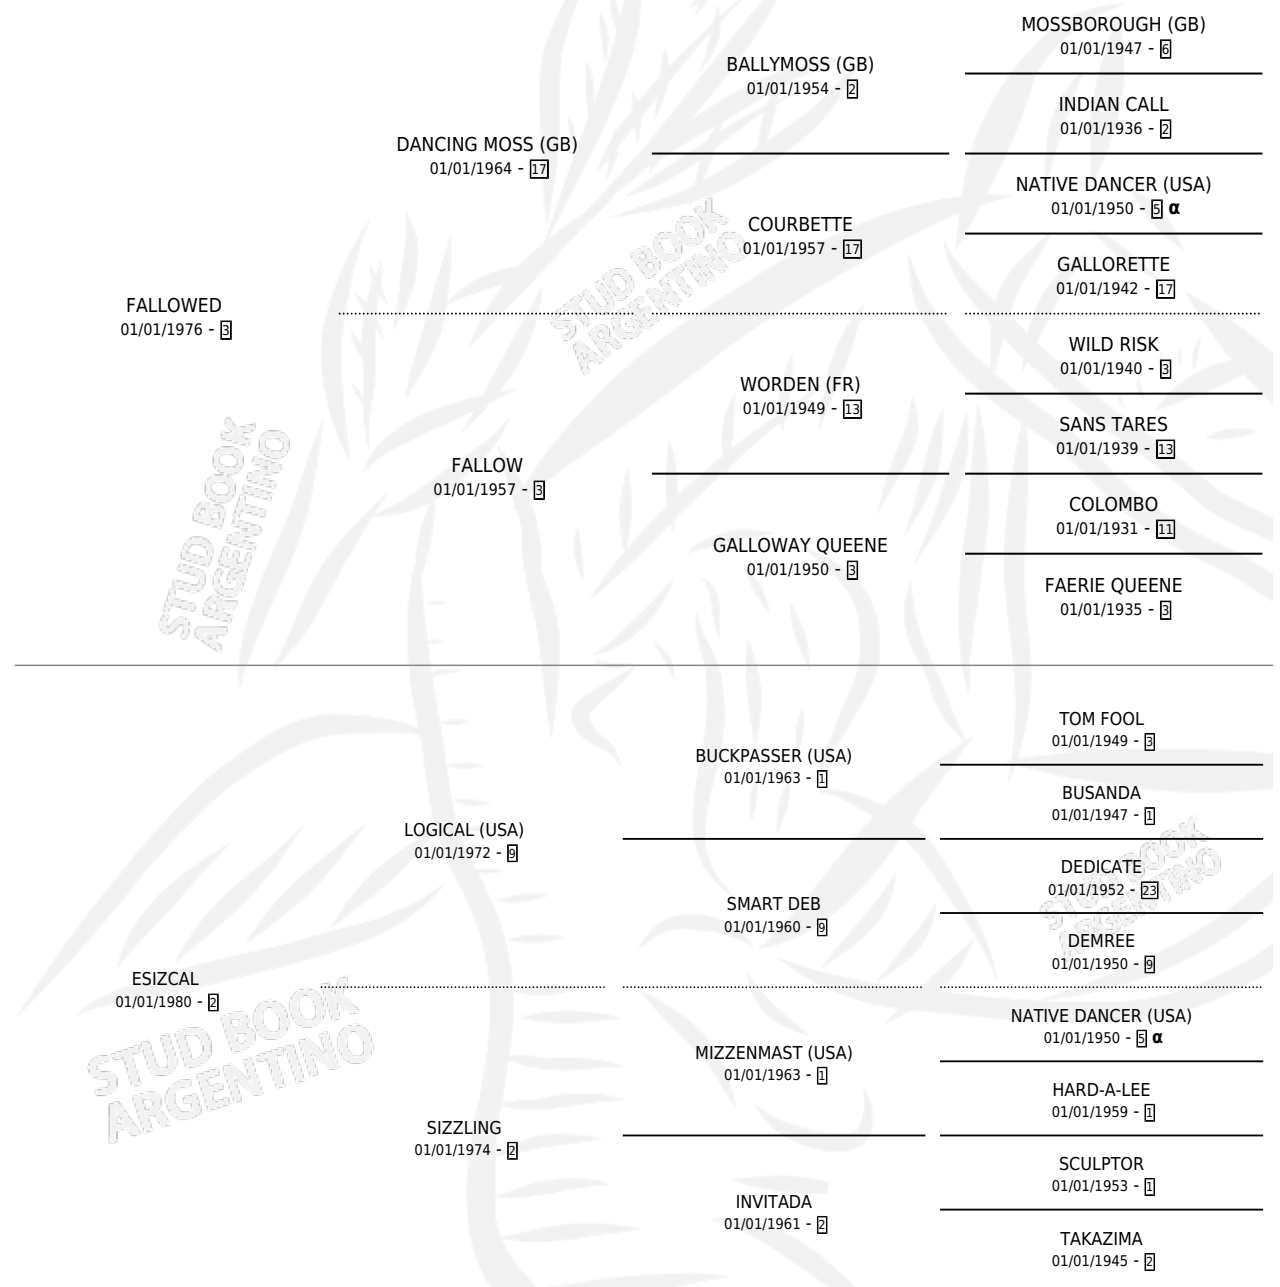 MOSSBOROUGH (GB)
01/01/1947 - 6
BALLYMOSS (GB)
01/01/1954 - 2
INDIAN CALL
01/01/1936 - 2
DANCING MOSS (GB)
01/01/1964 - 17
NATIVE DANCER (USA)
01/01/1950 - 5 α
COURBETTE
01/01/1957 - 17
GALLORETTE
01/01/1942 - 17
FALLOWED
01/01/1976 - 3
WILD RISK
01/01/1940 - 3
WORDEN (FR)
01/01/1949 - 13
SANS TARES
01/01/1939 - 13
FALLOW
01/01/1957 - 3
COLOMBO
01/01/1931 - 11
GALLOWAY QUEENE
01/01/1950 - 3
FAERIE QUEENE
01/01/1935 - 3
TOM FOOL
01/01/1949 - 3
BUCKPASSER (USA)
01/01/1963 - 1
BUSANDA
01/01/1947 - 1
LOGICAL (USA)
01/01/1972 - 9
DEDICATE
01/01/1952 - 23
SMART DEB
01/01/1960 - 9
DEMREE
01/01/1950 - 9
ESIZCAL
01/01/1980 - 2
NATIVE DANCER (USA)
01/01/1950 - 5 α
MIZZENMAST (USA)
01/01/1963 - 1
HARD-A-LEE
01/01/1959 - 1
SIZZLING
01/01/1974 - 2
SCULPTOR
01/01/1953 - 1
INVITADA
01/01/1961 - 2
TAKAZIMA
01/01/1945 - 2
STUD BOOK
ARGENTINO
STUD BOOK
ARGENTINO
STUD BOOK
ARGENTINO
STUD BOOK
ARGENTINO